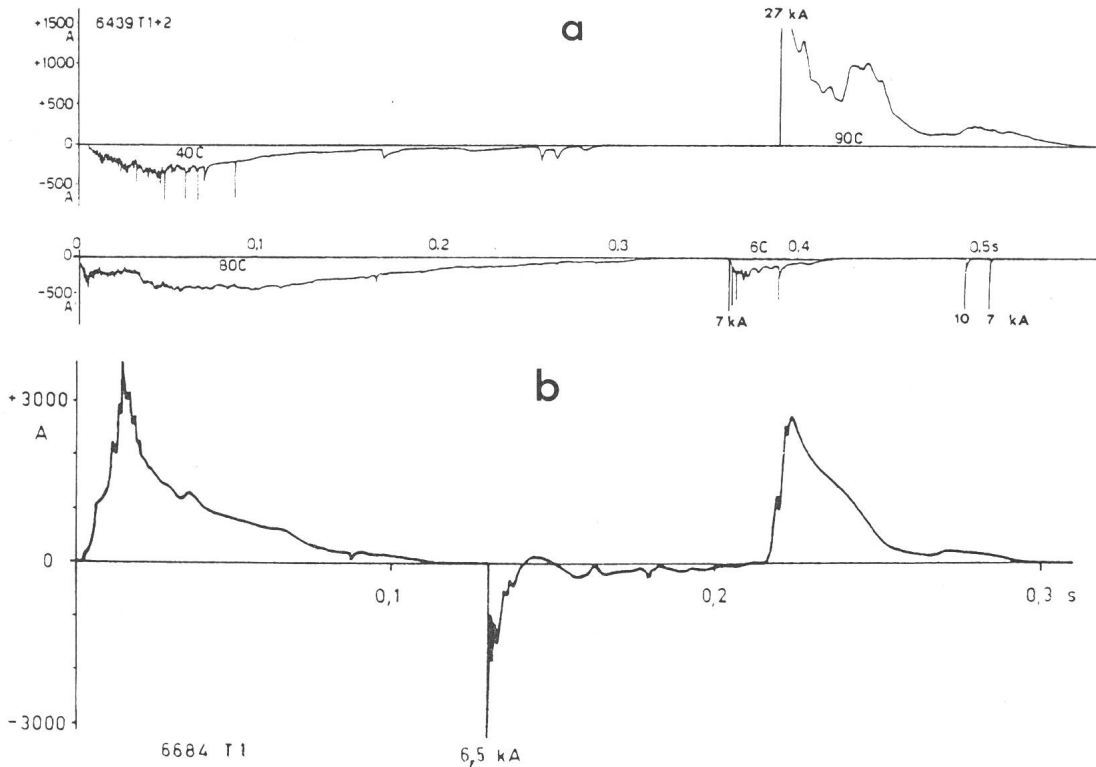 +1500
A
6439 T1+2
a
27 kA
+1000
+500
0
40C
90C
-500
A
0
0,1
0,2
0,3
6C
0,4
0,5s
0
80C
-500
A
7 kA
10
7 kA
b
+3000
A
0
0,1
0,2
0,3 s
-3000
6684 T1
6,5 kA